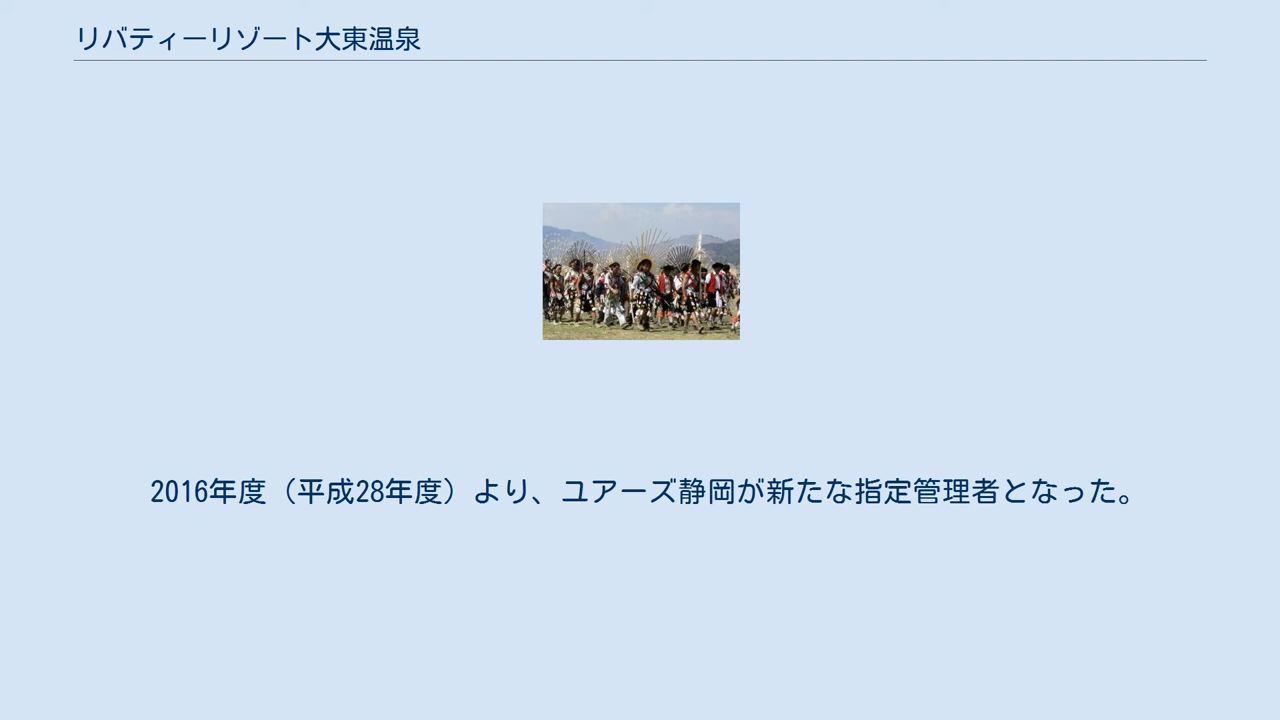 リバティーリゾート大東温泉
2016年度（平成28年度）より、ユアーズ静岡が新たな指定管理者となった。